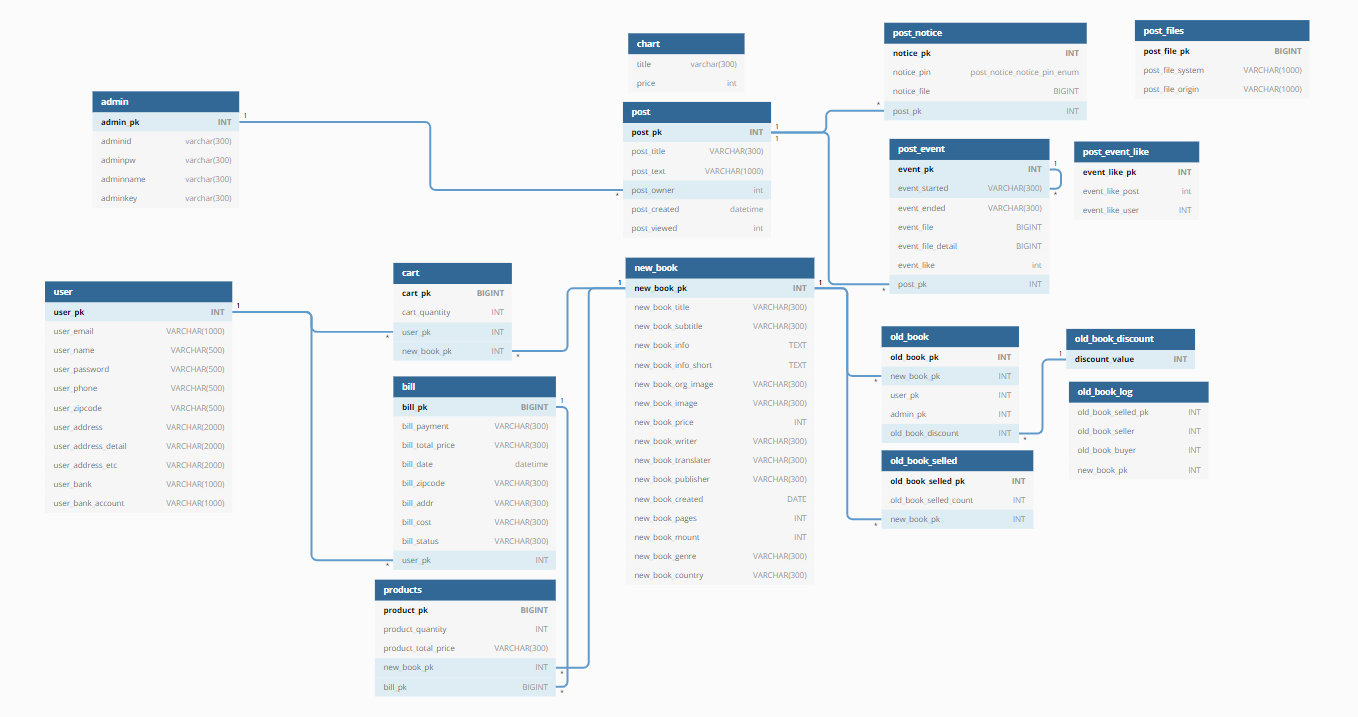 chart
title varchar(300)
price int
admin
admin_pk INT
adminid varchar(300)
adminpw varchar(300)
adminname varchar(300)
adminkey varchar(300)
1
post
post_pk INT
post_title VARCHAR(300)
post_text VARCHAR(1000)
post_owner int
post_created datetime
post_viewed int
*
1
1
post_notice
notice_pk INT
notice_pin post_notice_notice_pin_enum
notice_file BIGINT
post_pk INT
*
post_files
post_file_pk BIGINT
post_file_system VARCHAR(1000)
post_file_origin VARCHAR(1000)
post_event
event_pk INT
event_started VARCHAR(300)
event_ended VARCHAR(300)
event_file BIGINT
event_file_detail BIGINT
event_like int
post_pk INT
1
*
*
post_event_like
event_like_pk INT
event_like_post int
event_like_user INT
user
user_pk INT
user_email VARCHAR(1000)
user_name VARCHAR(500)
user_password VARCHAR(500)
user_phone VARCHAR(500)
user_zipcode VARCHAR(500)
user_address VARCHAR(2000)
user_address_detail VARCHAR(2000)
user_address_etc VARCHAR(2000)
user_bank VARCHAR(1000)
user_bank_account VARCHAR(1000)
1
cart
cart_pk BIGINT
cart_quantity INT
user_pk INT
new_book_pk INT
*
*
bill
bill_pk BIGINT
bill_payment VARCHAR(300)
bill_total_price VARCHAR(300)
bill_date datetime
bill_zipcode VARCHAR(300)
bill_addr VARCHAR(300)
bill_cost VARCHAR(300)
bill_status VARCHAR(300)
user_pk INT
1
*
products
product_pk BIGINT
product_quantity INT
product_total_price VARCHAR(300)
new_book_pk INT
bill_pk BIGINT
*
*
new_book
new_book_pk INT
new_book_title VARCHAR(300)
new_book_subtitle VARCHAR(300)
new_book_info TEXT
new_book_info_short TEXT
new_book_org_image VARCHAR(300)
new_book_image VARCHAR(300)
new_book_price INT
new_book_writer VARCHAR(300)
new_book_translater VARCHAR(300)
new_book_publisher VARCHAR(300)
new_book_created DATE
new_book_pages INT
new_book_mount INT
new_book_genre VARCHAR(300)
new_book_country VARCHAR(300)
1
1
old_book
old_book_pk INT
new_book_pk INT
user_pk INT
admin_pk INT
old_book_discount INT
*
*
old_book_selled
old_book_selled_pk INT
old_book_selled_count INT
new_book_pk INT
*
old_book_discount
discount_value INT
1
old_book_log
old_book_selled_pk INT
old_book_seller INT
old_book_buyer INT
new_book_pk INT